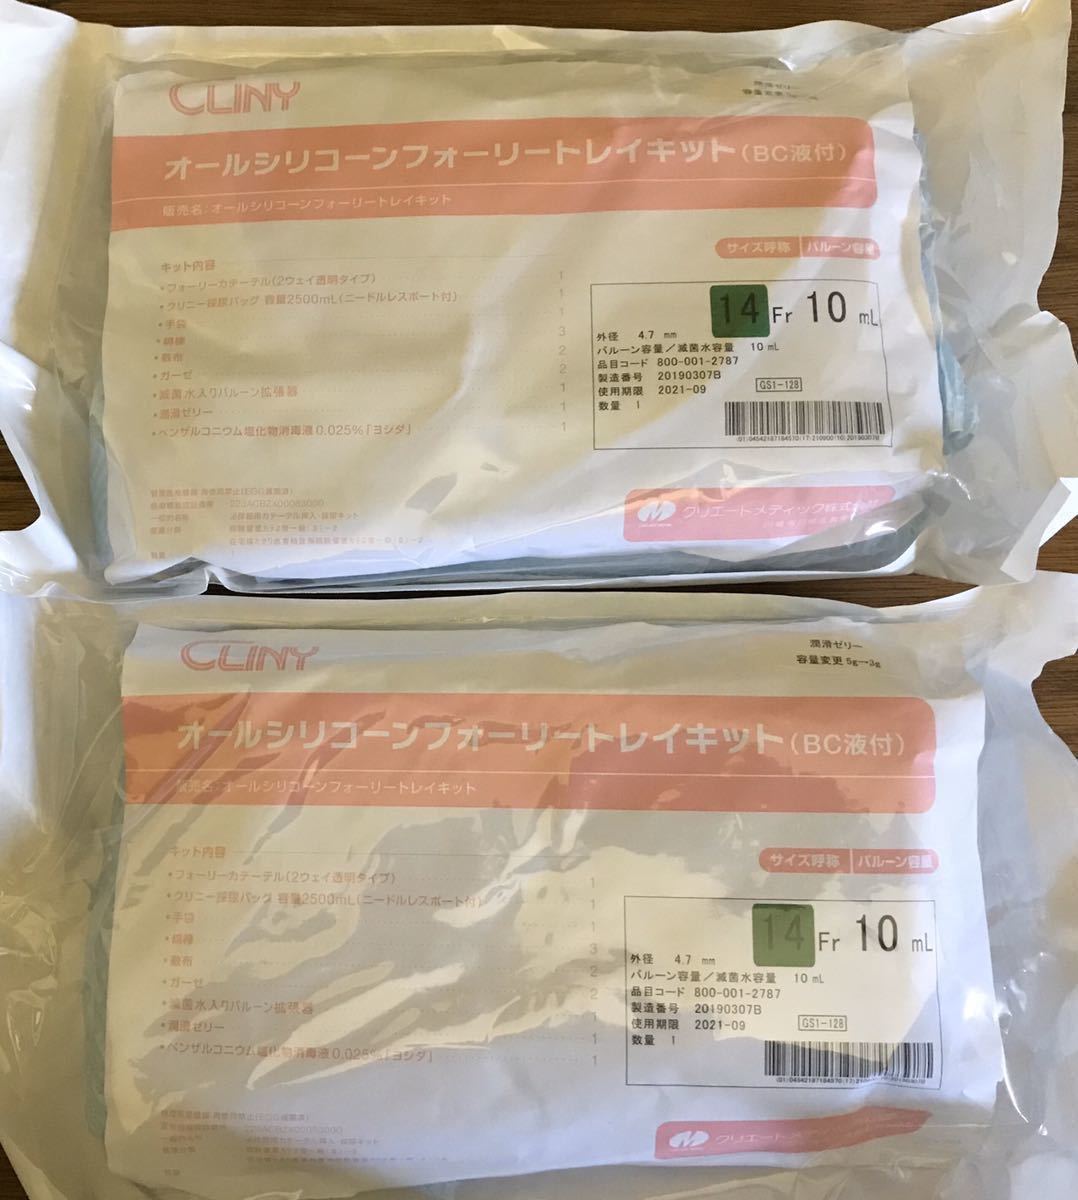 CLINY
潤滑ゼリー
オールシリコーンフォーリートレイキット(BC液付)
販売名:オールシリコーンフォーリートレイキット
サイズ呼称 バルーン容量
キット内容
•フォーリーカテーテル(2ウェイ透明タイプ) 1
•クリニー採尿バッグ 容量2500mL(ニードルレスポート付) 1
•手袋 1
•綿棒 3
•敷布 2
•ガーゼ 2
•滅菌水入りバルーン拡張器 1
•潤滑ゼリー 1
•ベンザルコニウム塩化物消毒液0.025%「ヨシダ」 1
14 Fr 10 mL
外径 4.7 mm
バルーン容量/滅菌水容量 10 mL
品目コード 800-001-2787
製造番号 20190307B
使用期限 2021-09
GS1-128
数量 1
クリエートメディック株式会社
CLINY
潤滑ゼリー
容量変更 5g→3g
オールシリコーンフォーリートレイキット(BC液付)
販売名:オールシリコーンフォーリートレイキット
サイズ呼称 バルーン容量
キット内容
•フォーリーカテーテル(2ウェイ透明タイプ) 1
•クリニー採尿バッグ 容量2500mL(ニードルレスポート付) 1
•手袋 1
•綿棒 3
•敷布 2
•ガーゼ 2
•滅菌水入りバルーン拡張器 1
•潤滑ゼリー 1
•ベンザルコニウム塩化物消毒液0.025%「ヨシダ」 1
14 Fr 10 mL
外径 4.7 mm
バルーン容量/滅菌水容量 10 mL
品目コード 800-001-2787
製造番号 20190307B
使用期限 2021-09
GS1-128
数量 1
クリエートメディ